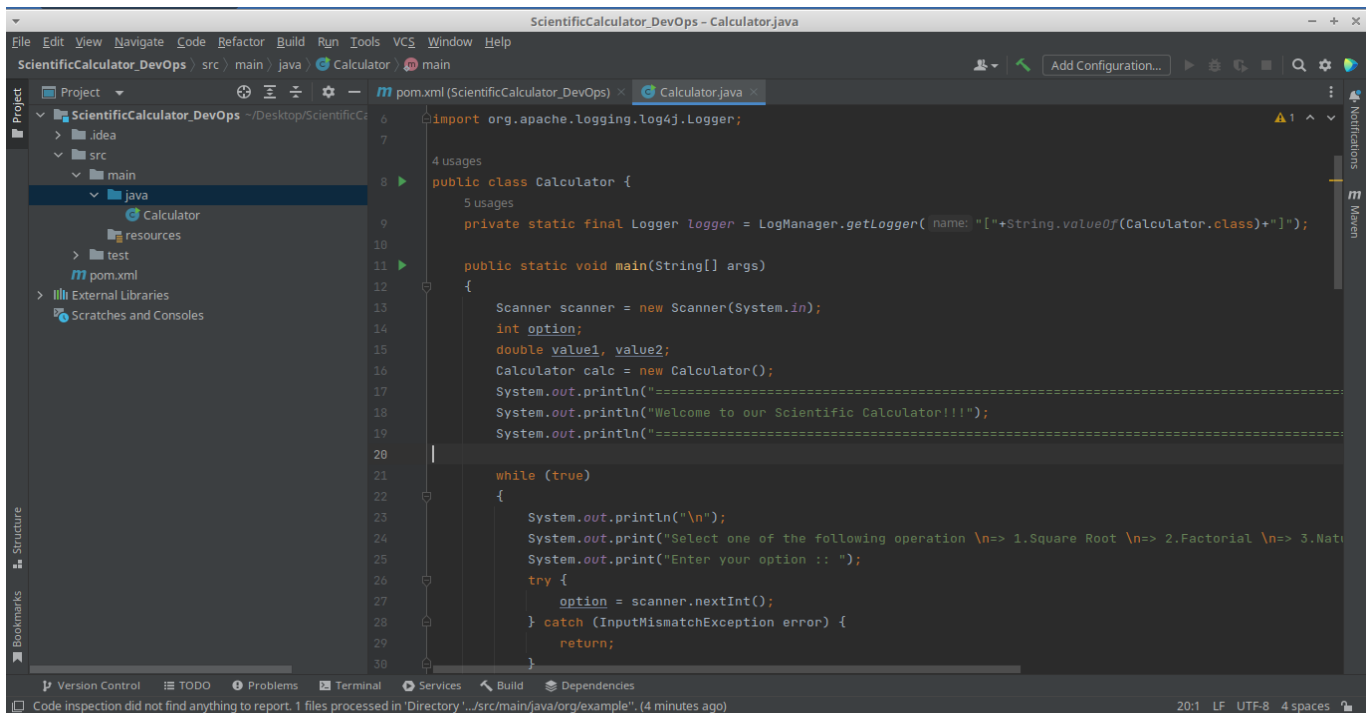 ScientificCalculator_DevOps – Calculator.java
File Edit View Navigate Code Refactor Build Run Tools VCS Window Help
ScientificCalculator_DevOps src main java Calculator main
Add Configuration...
Project
Project
pom.xml (ScientificCalculator_DevOps)
Calculator.java
ScientificCalculator_DevOps ~/Desktop/ScientificCa
.idea
src
main
java
Calculator
resources
test
pom.xml
External Libraries
Scratches and Consoles
6 import org.apache.logging.log4j.Logger;
1
7
4 usages
8 public class Calculator {
5 usages
9 private static final Logger logger = LogManager.getLogger( name: "["+String.valueOf(Calculator.class)+"]");
10
11 public static void main(String[] args)
12 {
13 Scanner scanner = new Scanner(System.in);
14 int option;
15 double value1, value2;
16 Calculator calc = new Calculator();
17 System.out.println("======================================================================================
18 System.out.println("Welcome to our Scientific Calculator!!!");
19 System.out.println("======================================================================================
20
21 while (true)
22 {
23 System.out.println("\n");
24 System.out.print("Select one of the following operation \n=> 1.Square Root \n=> 2.Factorial \n=> 3.Natu
25 System.out.print("Enter your option :: ");
26 try {
27 option = scanner.nextInt();
28 } catch (InputMismatchException error) {
29 return;
30 }
Notifications
Maven
Structure
Bookmarks
Version Control TODO Problems Terminal Services Build Dependencies
Code inspection did not find anything to report. 1 files processed in 'Directory '.../src/main/java/org/example''. (4 minutes ago)
20:1 LF UTF-8 4 spaces